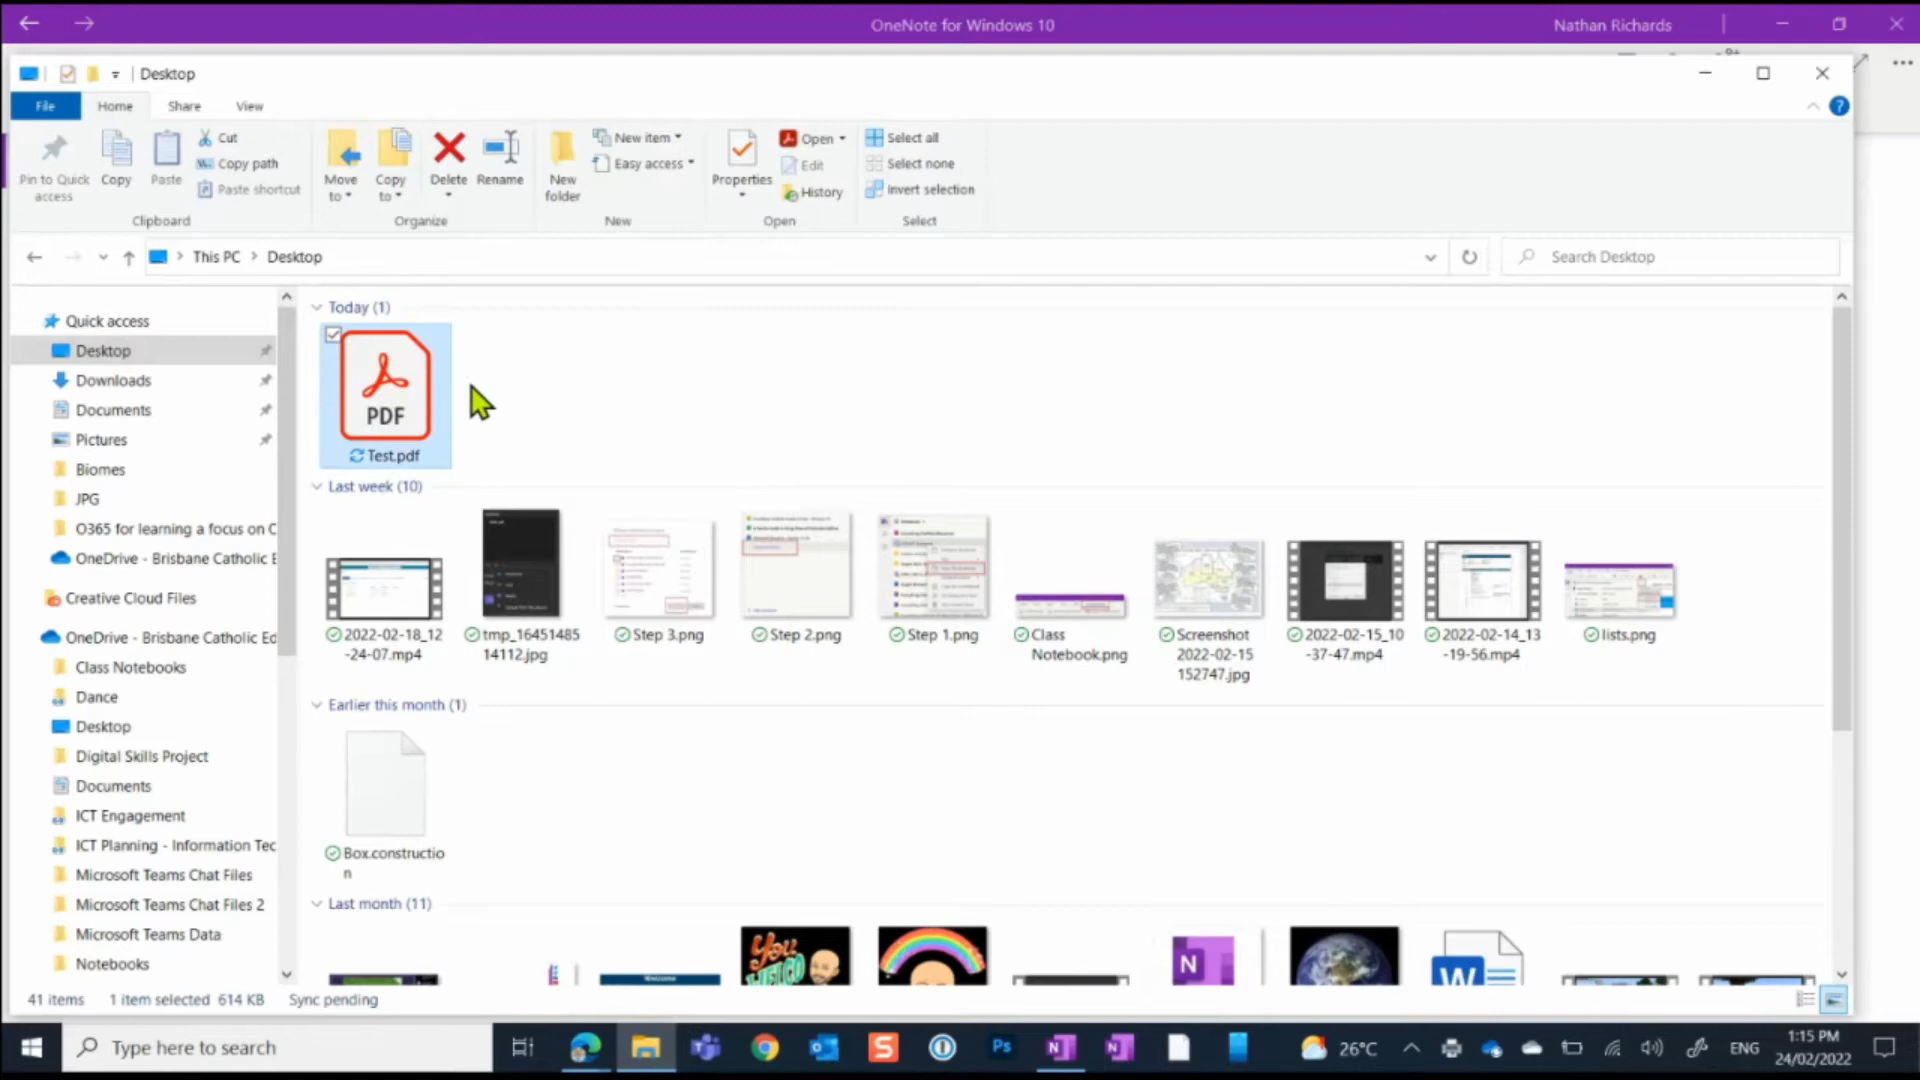 OneNote for Windows 10
Nathan Richards
Desktop
File
Home
Share
View
Pin to Quick
access
Copy
Paste
Cut
Copy path
Paste shortcut
Clipboard
Move
to
Copy
to
Delete
Rename
Organize
New
folder
New item
Easy access
New
Properties
Open
Edit
History
Open
Select all
Select none
Invert selection
Select
This PC
Desktop
Search Desktop
Quick access
Desktop
Downloads
Documents
Pictures
Biomes
JPG
O365 for learning a focus on C
OneDrive - Brisbane Catholic E
Creative Cloud Files
OneDrive - Brisbane Catholic Ed
Class Notebooks
Dance
Desktop
Digital Skills Project
Documents
ICT Engagement
ICT Planning - Information Tec
Microsoft Teams Chat Files
Microsoft Teams Chat Files 2
Microsoft Teams Data
Notebooks
Today (1)
PDF
Test.pdf
Last week (10)
2022-02-18_12
-24-07.mp4
tmp_16451485
14112.jpg
Step 3.png
Step 2.png
Step 1.png
Class
Notebook.png
Screenshot
2022-02-15
152747.jpg
2022-02-15_10
-37-47.mp4
2022-02-14_13
-19-56.mp4
lists.png
Earlier this month (1)
Box.constructio
n
Last month (11)
Welcome
You
N
W
41 items
1 item selected 614 KB
Sync pending
Type here to search
Ps
26°C
ENG
1:15 PM
24/02/2022